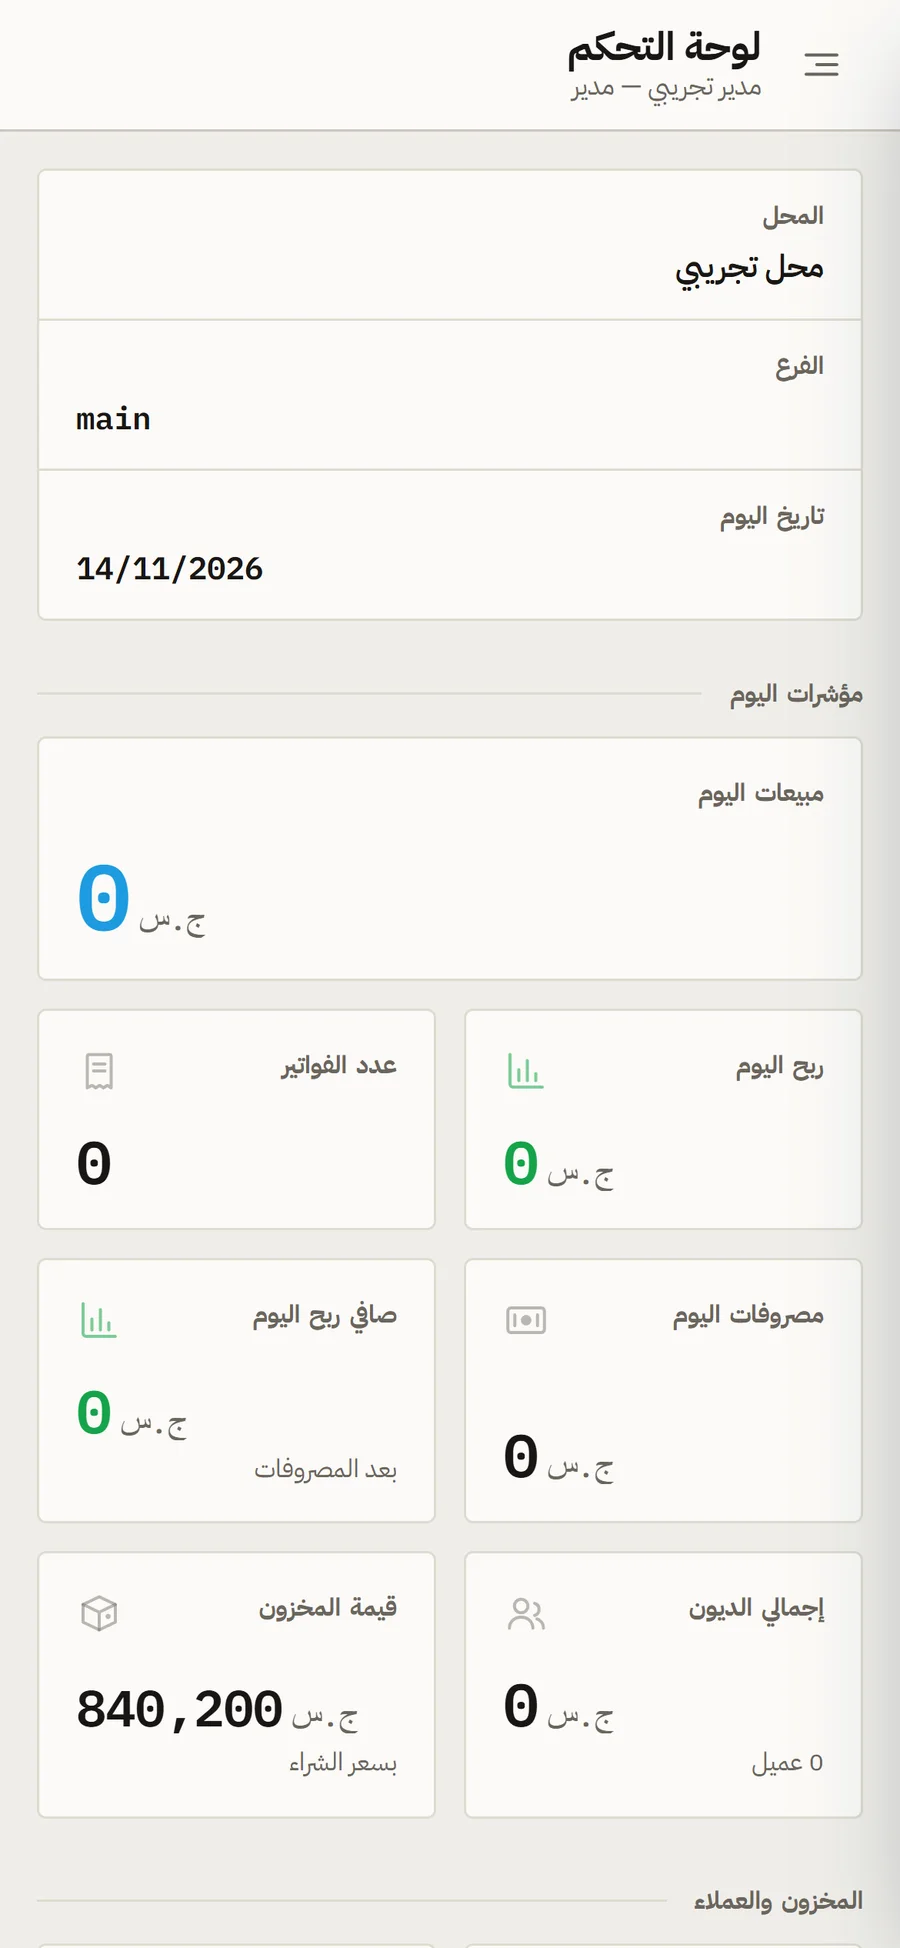 لوحة التحكم
مدير تجريبي — مدير
المحل
محل تجريبي
الفرع
main
تاريخ اليوم
14/11/2026
مؤشرات اليوم
مبيعات اليوم
0 ج.س
ربح اليوم
0 ج.س
عدد الفواتير
0
مصروفات اليوم
0 ج.س
صافي ربح اليوم
0 ج.س
بعد المصروفات
إجمالي الديون
0 ج.س
0 عميل
قيمة المخزون
840,200 ج.س
بسعر الشراء
المخزون والعملاء